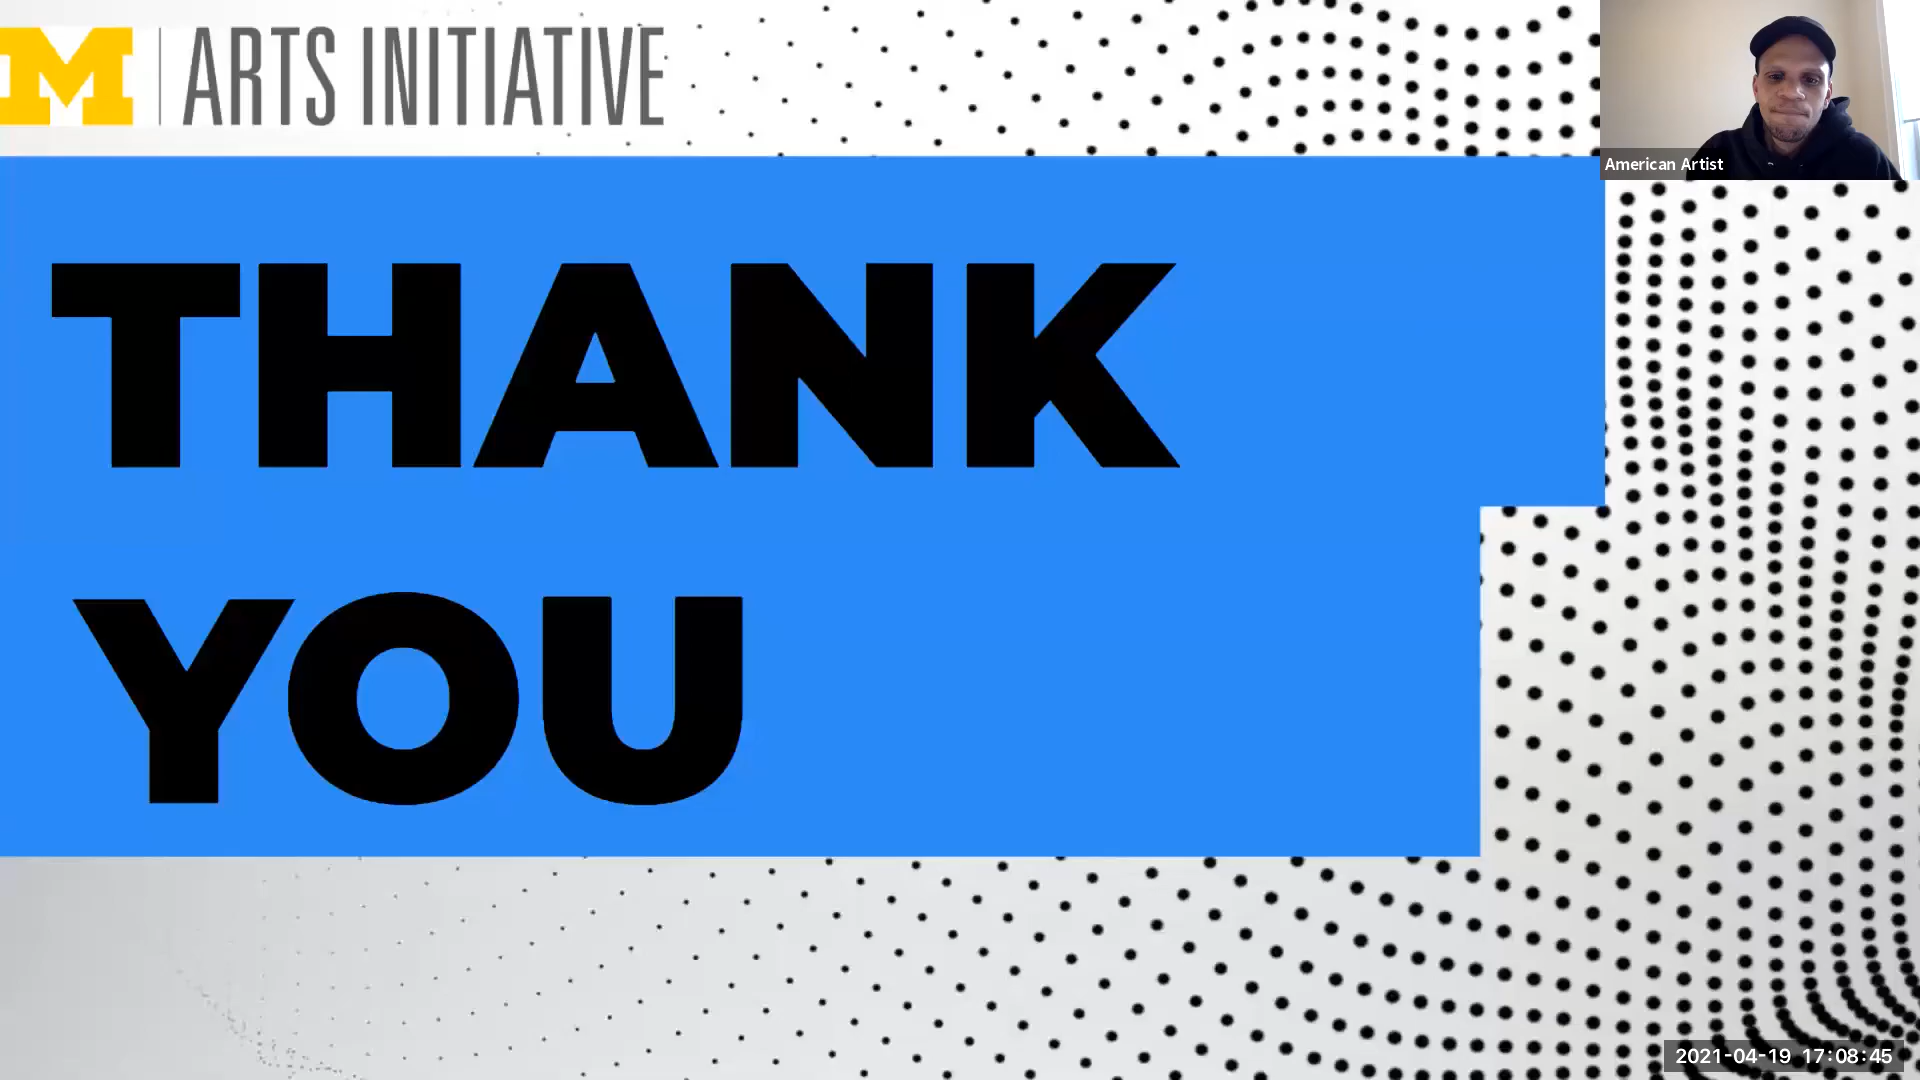 M ARTS INITIATIVE
American Artist
THANK
YOU
2021-04-19 17:08:45